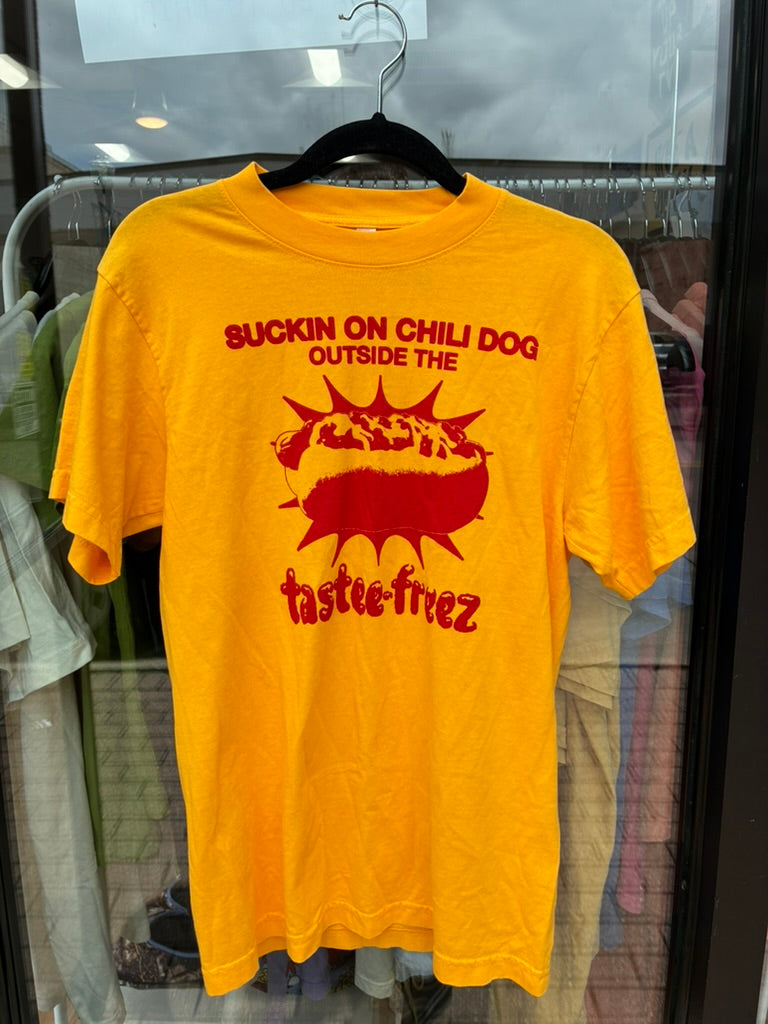 SUCKIN ON CHILI DOG
OUTSIDE THE
tastee-freez